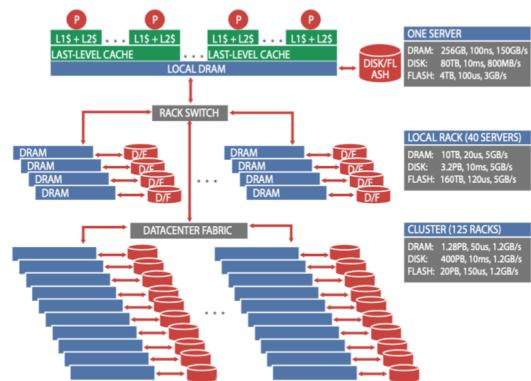 P P P P
L1$ + L2$ ... L1$ + L2$ ... L1$ + L2$ ... L1$ + L2$
LAST-LEVEL CACHE ... LAST-LEVEL CACHE
LOCAL DRAM
DISK/FL
ASH
ONE SERVER
DRAM: 256GB, 100ns, 150GB/s
DISK: 80TB, 10ms, 800MB/s
FLASH: 4TB, 100us, 3GB/s
RACK SWITCH
DRAM D/F DRAM D/F
DRAM D/F DRAM D/F
DRAM D/F ... DRAM D/F
DRAM D/F DRAM D/F
LOCAL RACK (40 SERVERS)
DRAM: 10TB, 20us, 5GB/s
DISK: 3.2PB, 10ms, 5GB/s
FLASH: 160TB, 120us, 5GB/s
DATACENTER FABRIC
...
CLUSTER (125 RACKS)
DRAM: 1.28PB, 50us, 1.2GB/s
DISK: 400PB, 10ms, 1.2GB/s
FLASH: 20PB, 150us, 1.2GB/s